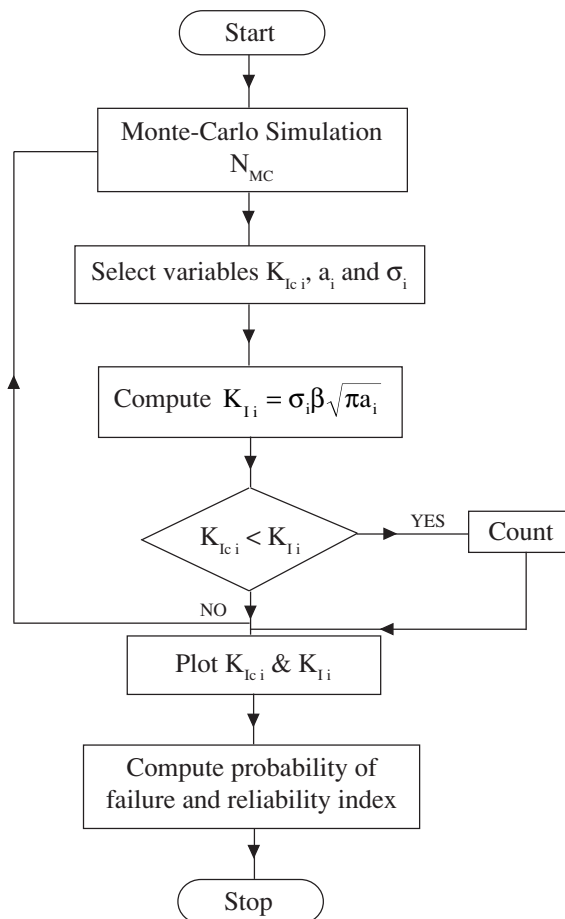 Start
Monte-Carlo Simulation
N_MC
Select variables K_Ic i, a_i and σ_i
Compute K_I i = σ_iβ√πa_i
K_Ic i < K_I i
YES
Count
NO
Plot K_Ic i & K_I i
Compute probability of
failure and reliability index
Stop